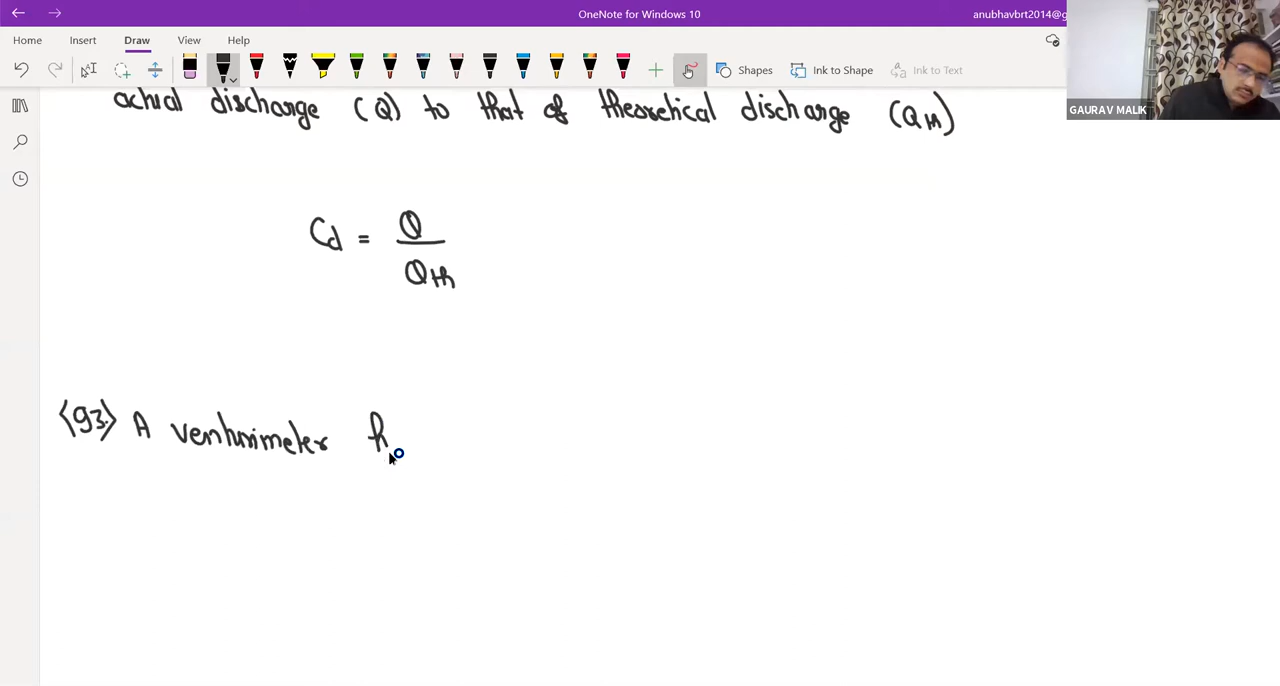 OneNote for Windows 10
anubhavbrt2014@g
Home Insert Draw View Help
Shapes Ink to Shape Ink to Text
GAURAV MALIK
actual discharge (Q) to that of theoretical discharge (Qth)
Cd = Q
Qth
<93.> A venturimeter h